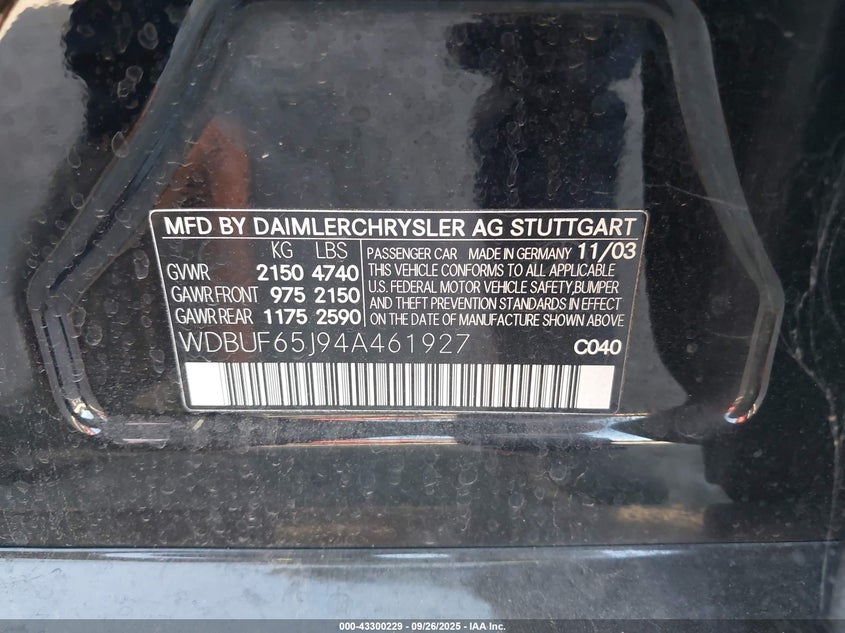 MFD BY DAIMLERCHRYSLER AG STUTTGART
KG LBS
GVWR 2150 4740
GAWR FRONT 975 2150
GAWR REAR 1175 2590
PASSENGER CAR MADE IN GERMANY 11/03
THIS VEHICLE CONFORMS TO ALL APPLICABLE
U.S. FEDERAL MOTOR VEHICLE SAFETY,BUMPER
AND THEFT PREVENTION STANDARDS IN EFFECT
ON THE DATE OF MANUFACTURE SHOWN ABOVE
WDBUF65J94A461927 C040
000-43300229 - 09/26/2025 - IAA Inc.